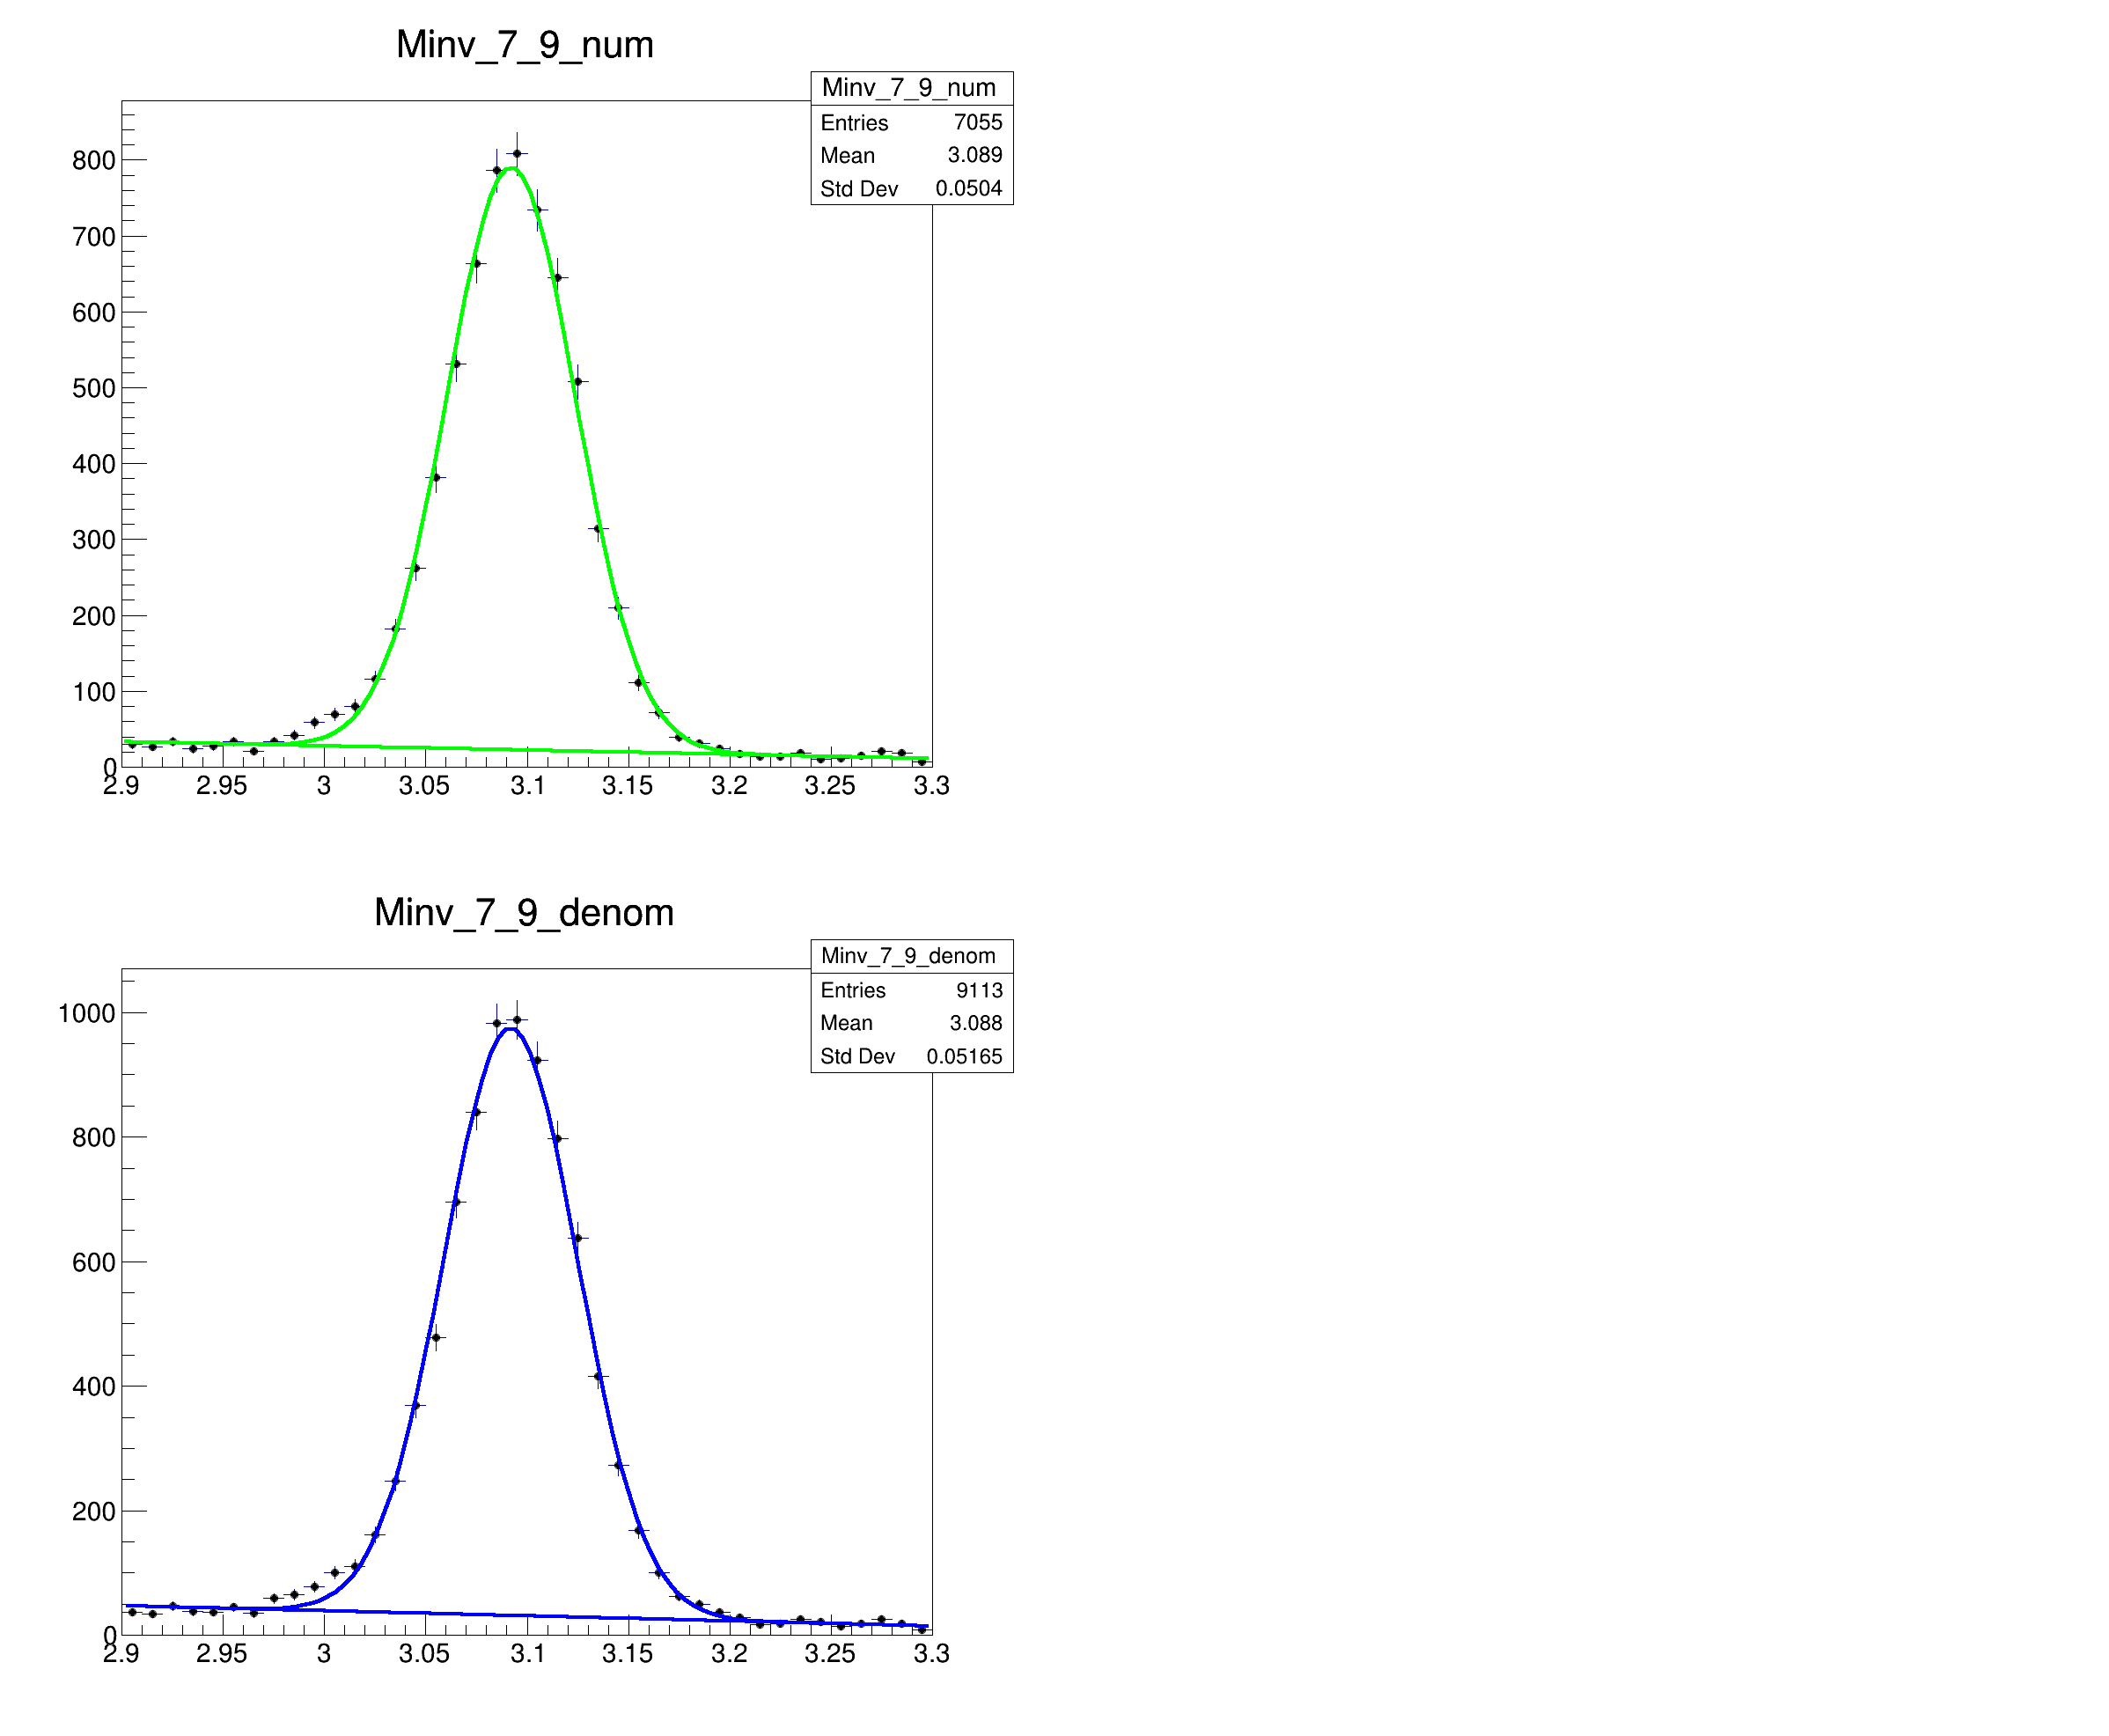 Minv_7_9_num
Minv_7_9_num
Entries 7055
Mean 3.089
Std Dev 0.0504
800
700
600
500
400
300
200
100
0
2.9 2.95 3 3.05 3.1 3.15 3.2 3.25 3.3
Minv_7_9_denom
Minv_7_9_denom
Entries 9113
Mean 3.088
Std Dev 0.05165
1000
800
600
400
200
0
2.9 2.95 3 3.05 3.1 3.15 3.2 3.25 3.3